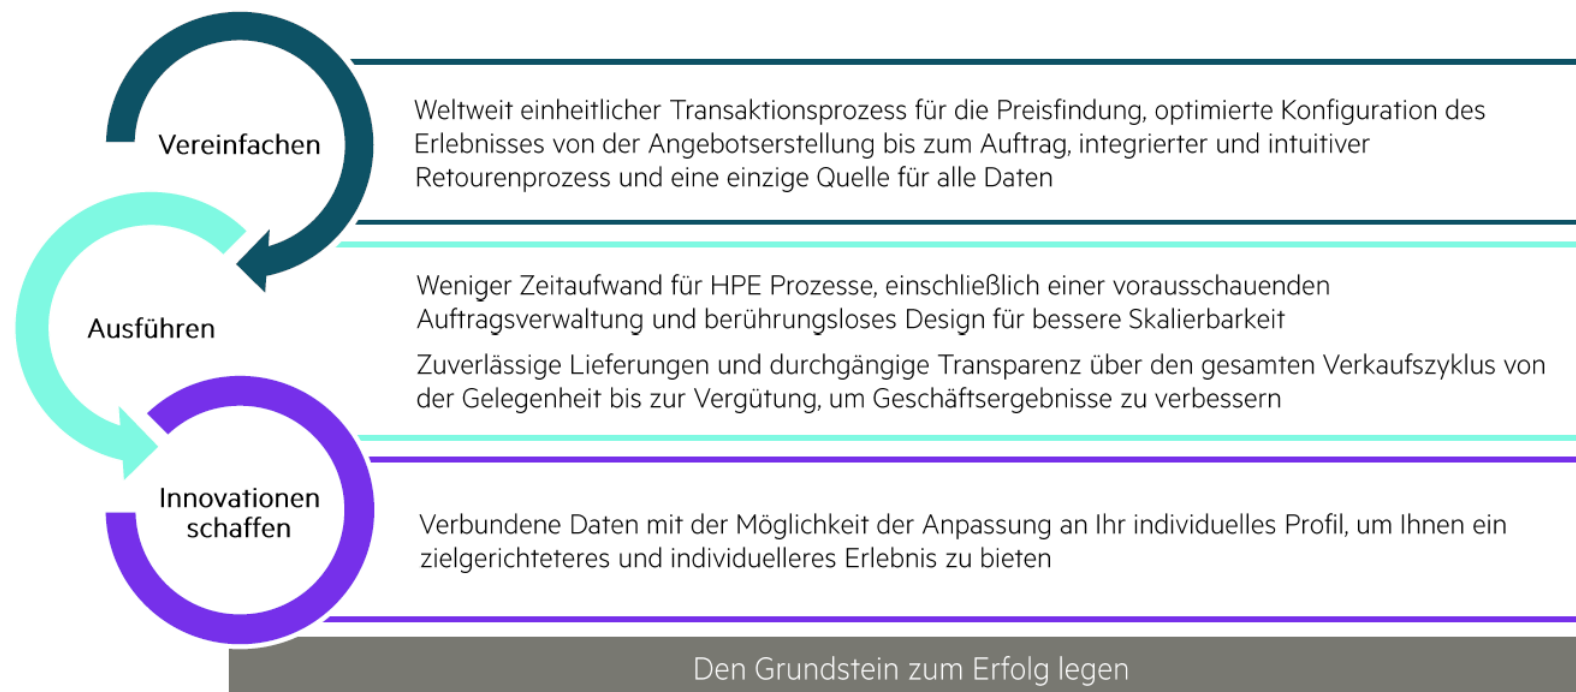 Vereinfachen
Weltweit einheitlicher Transaktionsprozess für die Preisfindung, optimierte Konfiguration des
Erlebnisses von der Angebotserstellung bis zum Auftrag, integrierter und intuitiver
Retourenprozess und eine einzige Quelle für alle Daten
Ausführen
Weniger Zeitaufwand für HPE Prozesse, einschließlich einer vorausschauenden
Auftragsverwaltung und berührungsloses Design für bessere Skalierbarkeit
Zuverlässige Lieferungen und durchgängige Transparenz über den gesamten Verkaufszyklus von
der Gelegenheit bis zur Vergütung, um Geschäftsergebnisse zu verbessern
Innovationen
schaffen
Verbundene Daten mit der Möglichkeit der Anpassung an Ihr individuelles Profil, um Ihnen ein
zielgerichteteres und individuelleres Erlebnis zu bieten
Den Grundstein zum Erfolg legen